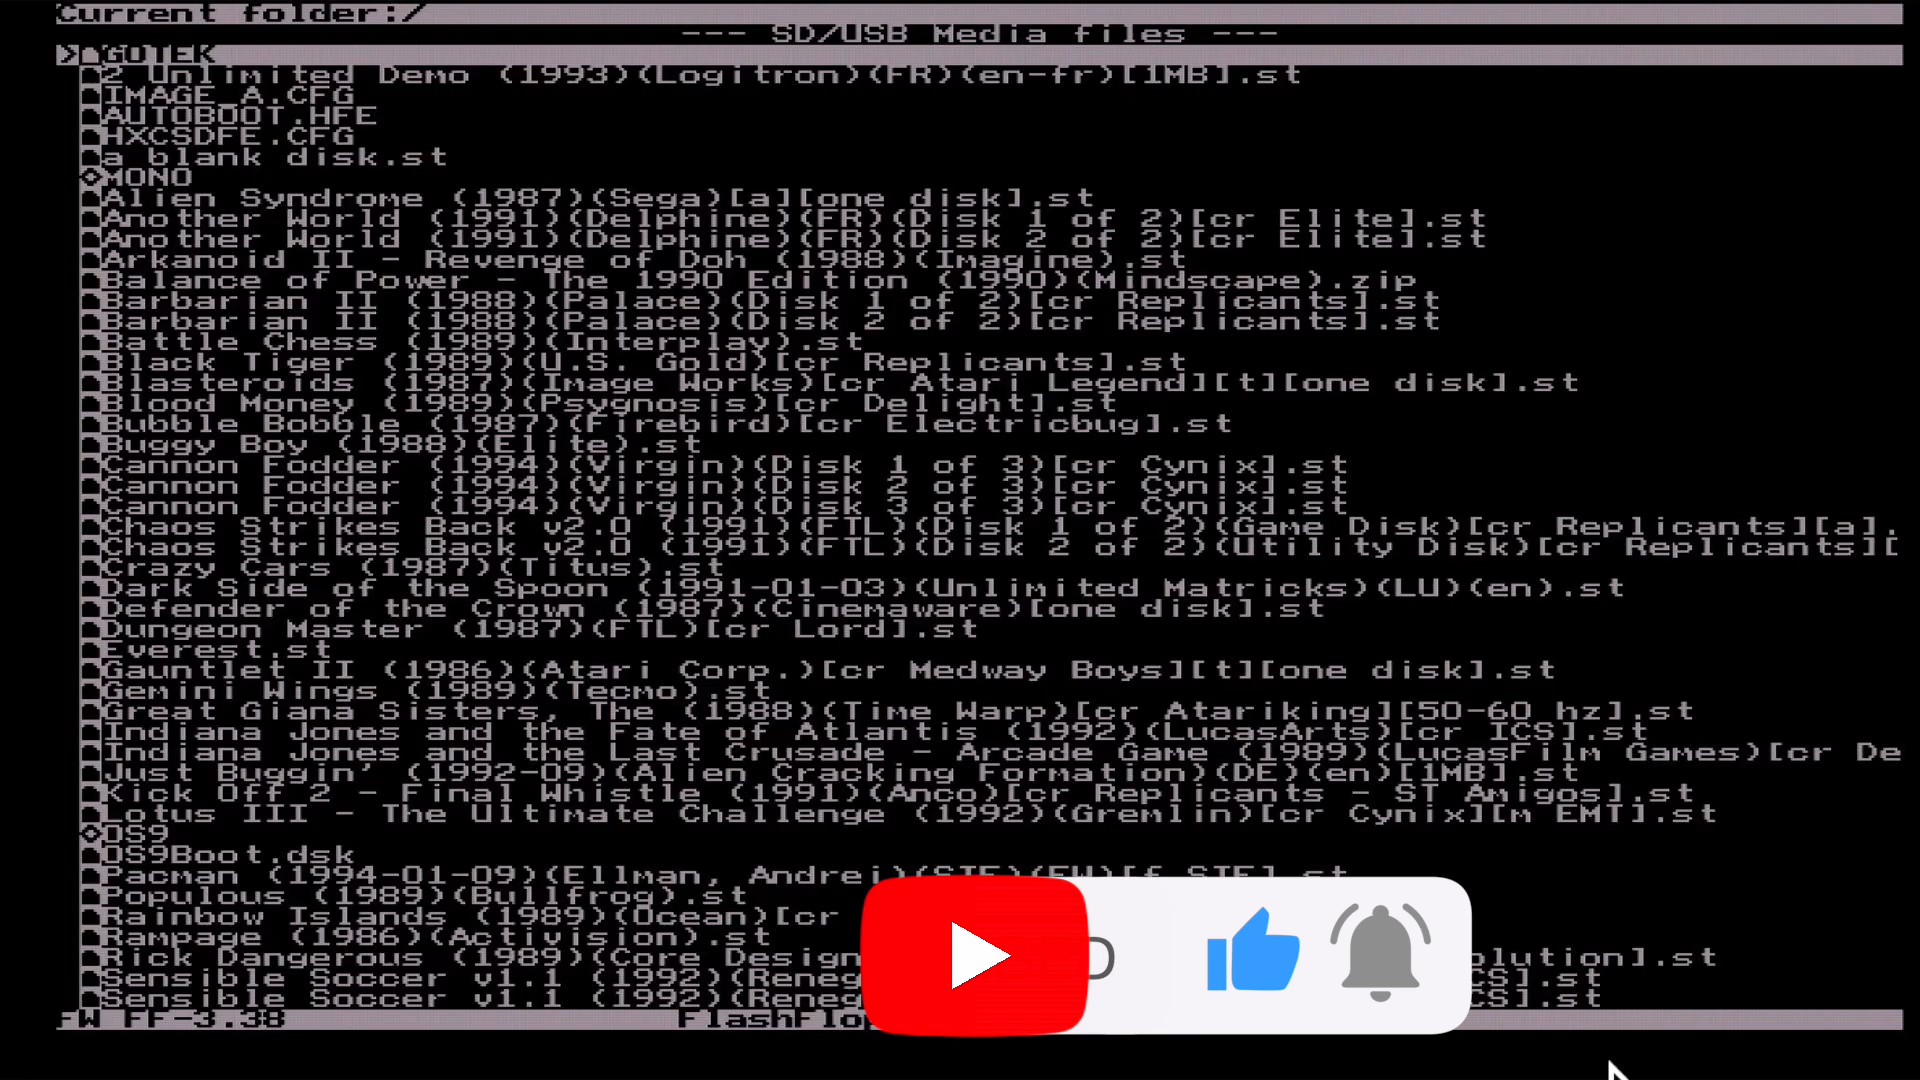 Current folder:/
--- SD/USB Media files ---
GOTEK
2 Unlimited Demo (1993)(Logitron)(FR)(en-fr)[1MB].st
IMAGE_A.CFG
AUTOBOOT.HFE
HXCSDFE.CFG
a blank disk.st
MONO
Alien Syndrome (1987)(Sega)[a][one disk].st
Another World (1991)(Delphine)(FR)(Disk 1 of 2)[cr Elite].st
Another World (1991)(Delphine)(FR)(Disk 2 of 2)[cr Elite].st
Arkanoid II - Revenge of Doh (1988)(Imagine).st
Balance of Power - The 1990 Edition (1990)(Mindscape).zip
Barbarian II (1988)(Palace)(Disk 1 of 2)[cr Replicants].st
Barbarian II (1988)(Palace)(Disk 2 of 2)[cr Replicants].st
Battle Chess (1989)(Interplay).st
Black Tiger (1989)(U.S. Gold)[cr Replicants].st
Blasteroids (1987)(Image Works)[cr Atari Legend][t][one disk].st
Blood Money (1989)(Psygnosis)[cr Delight].st
Bubble Bobble (1987)(Firebird)[cr Electricbug].st
Buggy Boy (1988)(Elite).st
Cannon Fodder (1994)(Virgin)(Disk 1 of 3)[cr Cynix].st
Cannon Fodder (1994)(Virgin)(Disk 2 of 3)[cr Cynix].st
Cannon Fodder (1994)(Virgin)(Disk 3 of 3)[cr Cynix].st
Chaos Strikes Back v2.0 (1991)(FTL)(Disk 1 of 2)(Game Disk)[cr Replicants][a].
Chaos Strikes Back v2.0 (1991)(FTL)(Disk 2 of 2)(Utility Disk)[cr Replicants][
Crazy Cars (1987)(Titus).st
Dark Side of the Spoon (1991-01-03)(Unlimited Matricks)(LU)(en).st
Defender of the Crown (1987)(Cinemaware)[one disk].st
Dungeon Master (1987)(FTL)[cr Lord].st
Everest.st
Gauntlet II (1986)(Atari Corp.)[cr Medway Boys][t][one disk].st
Gemini Wings (1989)(Tecmo).st
Great Giana Sisters, The (1988)(Time Warp)[cr Atariking][50-60 hz].st
Indiana Jones and the Fate of Atlantis (1992)(LucasArts)[cr ICS].st
Indiana Jones and the Last Crusade - Arcade Game (1989)(LucasFilm Games)[cr De
Just Buggin' (1992-09)(Alien Cracking Formation)(DE)(en)[1MB].st
Kick Off 2 - Final Whistle (1991)(Anco)[cr Replicants - ST Amigos].st
Lotus III - The Ultimate Challenge (1992)(Gremlin)[cr Cynix][m EMT].st
OS9
OS9Boot.dsk
Pacman (1994-01-09)(Ellman, Andrei)(STE)(FW)[f STE].st
Populous (1989)(Bullfrog).st
Rainbow Islands (1989)(Ocean)[cr
Rampage (1986)(Activision).st
Rick Dangerous (1989)(Core Design olution].st
Sensible Soccer v1.1 (1992)(Reneg CS].st
Sensible Soccer v1.1 (1992)(Reneg CS].st
FW FF-3.38 FlashFlop